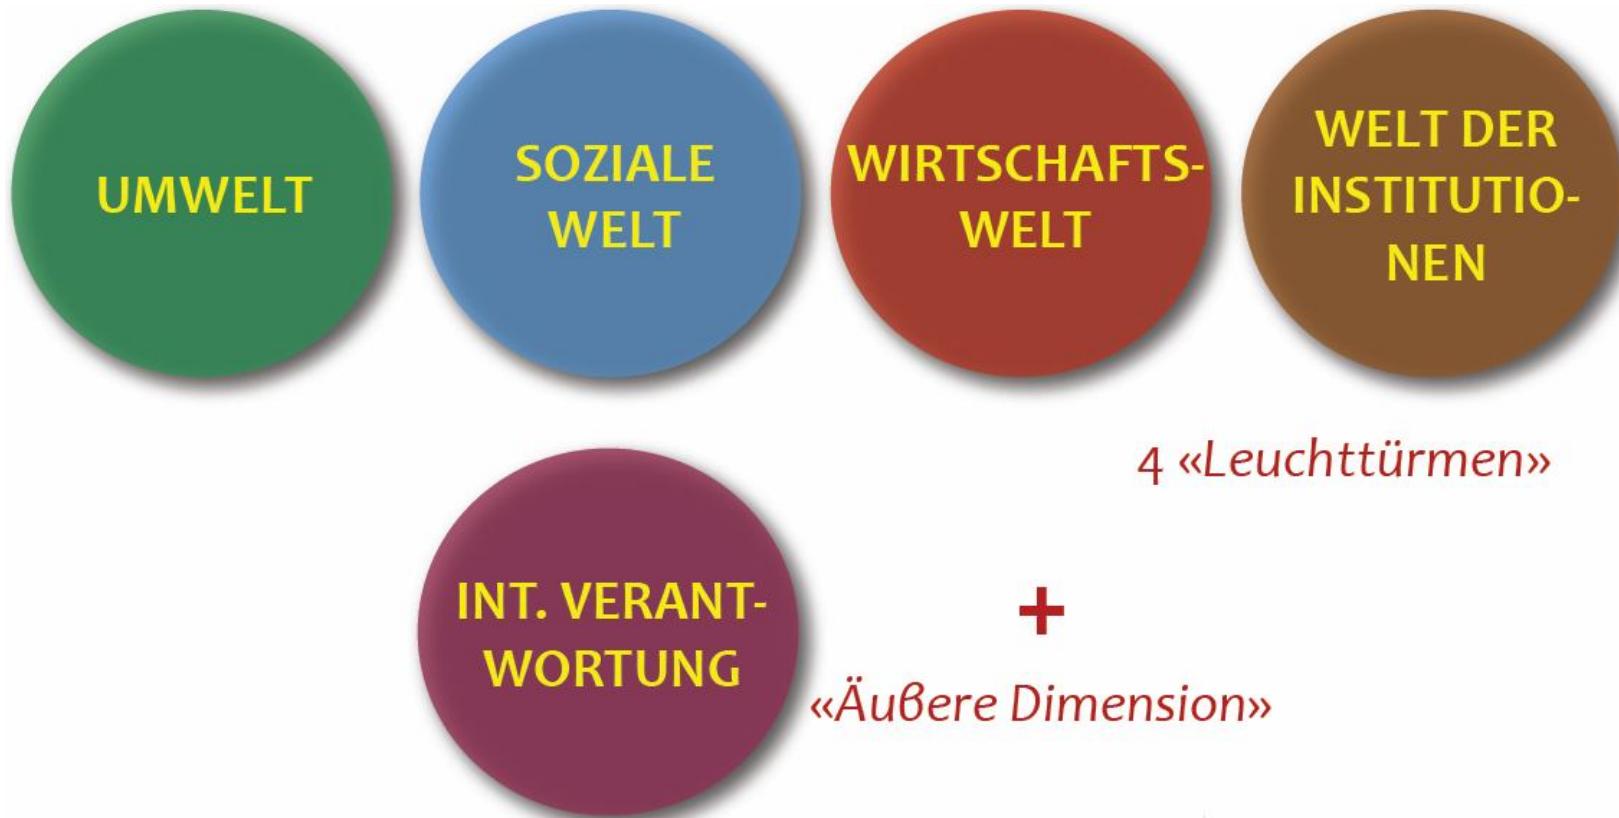 UMWELT
SOZIALE
WELT
WIRTSCHAFTS-
WELT
WELT DER
INSTITUTIO-
NEN
4 «Leuchttürmen»
INT. VERANT-
WORTUNG
+
«Äußere Dimension»